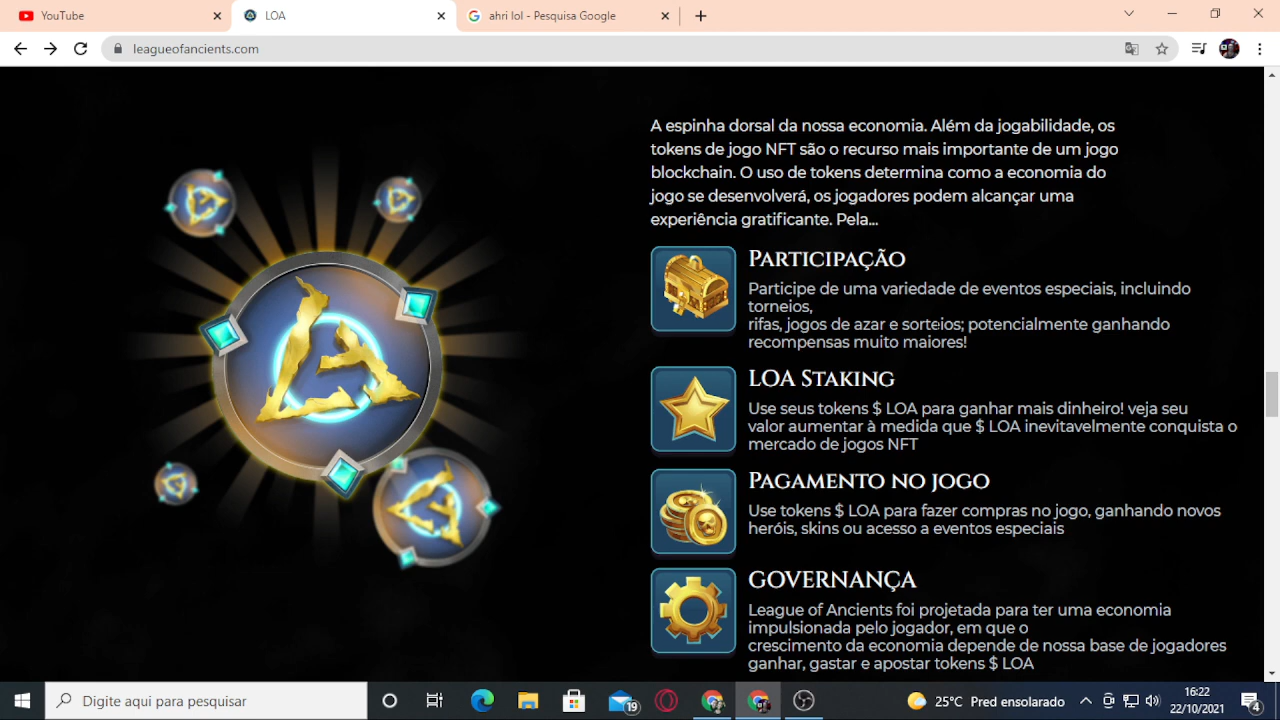 YouTube
LOA
ahri lol - Pesquisa Google
leagueofancients.com
A espinha dorsal da nossa economia. Além da jogabilidade, os
tokens de jogo NFT são o recurso mais importante de um jogo
blockchain. O uso de tokens determina como a economia do
jogo se desenvolverá, os jogadores podem alcançar uma
experiência gratificante. Pela...
Participação
Participe de uma variedade de eventos especiais, incluindo
torneios,
rifas, jogos de azar e sorteios; potencialmente ganhando
recompensas muito maiores!
LOA Staking
Use seus tokens $ LOA para ganhar mais dinheiro! veja seu
valor aumentar à medida que $ LOA inevitavelmente conquista o
mercado de jogos NFT
Pagamento no jogo
Use tokens $ LOA para fazer compras no jogo, ganhando novos
heróis, skins ou acesso a eventos especiais
GOVERNANÇA
League of Ancients foi projetada para ter uma economia
impulsionada pelo jogador, em que o
crescimento da economia depende de nossa base de jogadores
ganhar, gastar e apostar tokens $ LOA
Digite aqui para pesquisar
19
25°C Pred ensolarado
16:22
22/10/2021
4